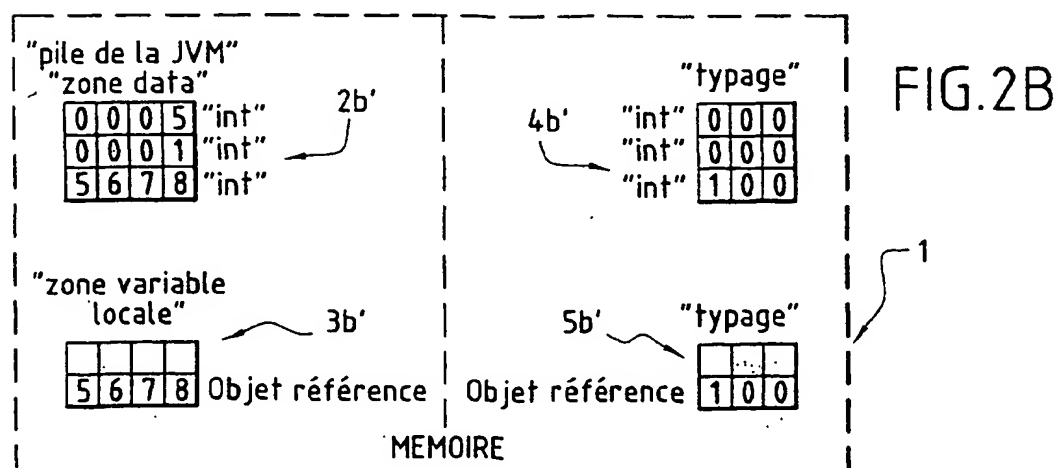 "pile de la JVM"
"zone data"
0 0 0 5 "int"
0 0 0 1 "int"
5 6 7 8 "int"
2b'
"typage"
4b'
"int" 0 0 0
"int" 0 0 0
"int" 1 0 0
FIG.2B
1
"zone variable
locale"
3b'
5 6 7 8 Objet référence
5b'
"typage"
Objet référence 1 0 0
MEMOIRE